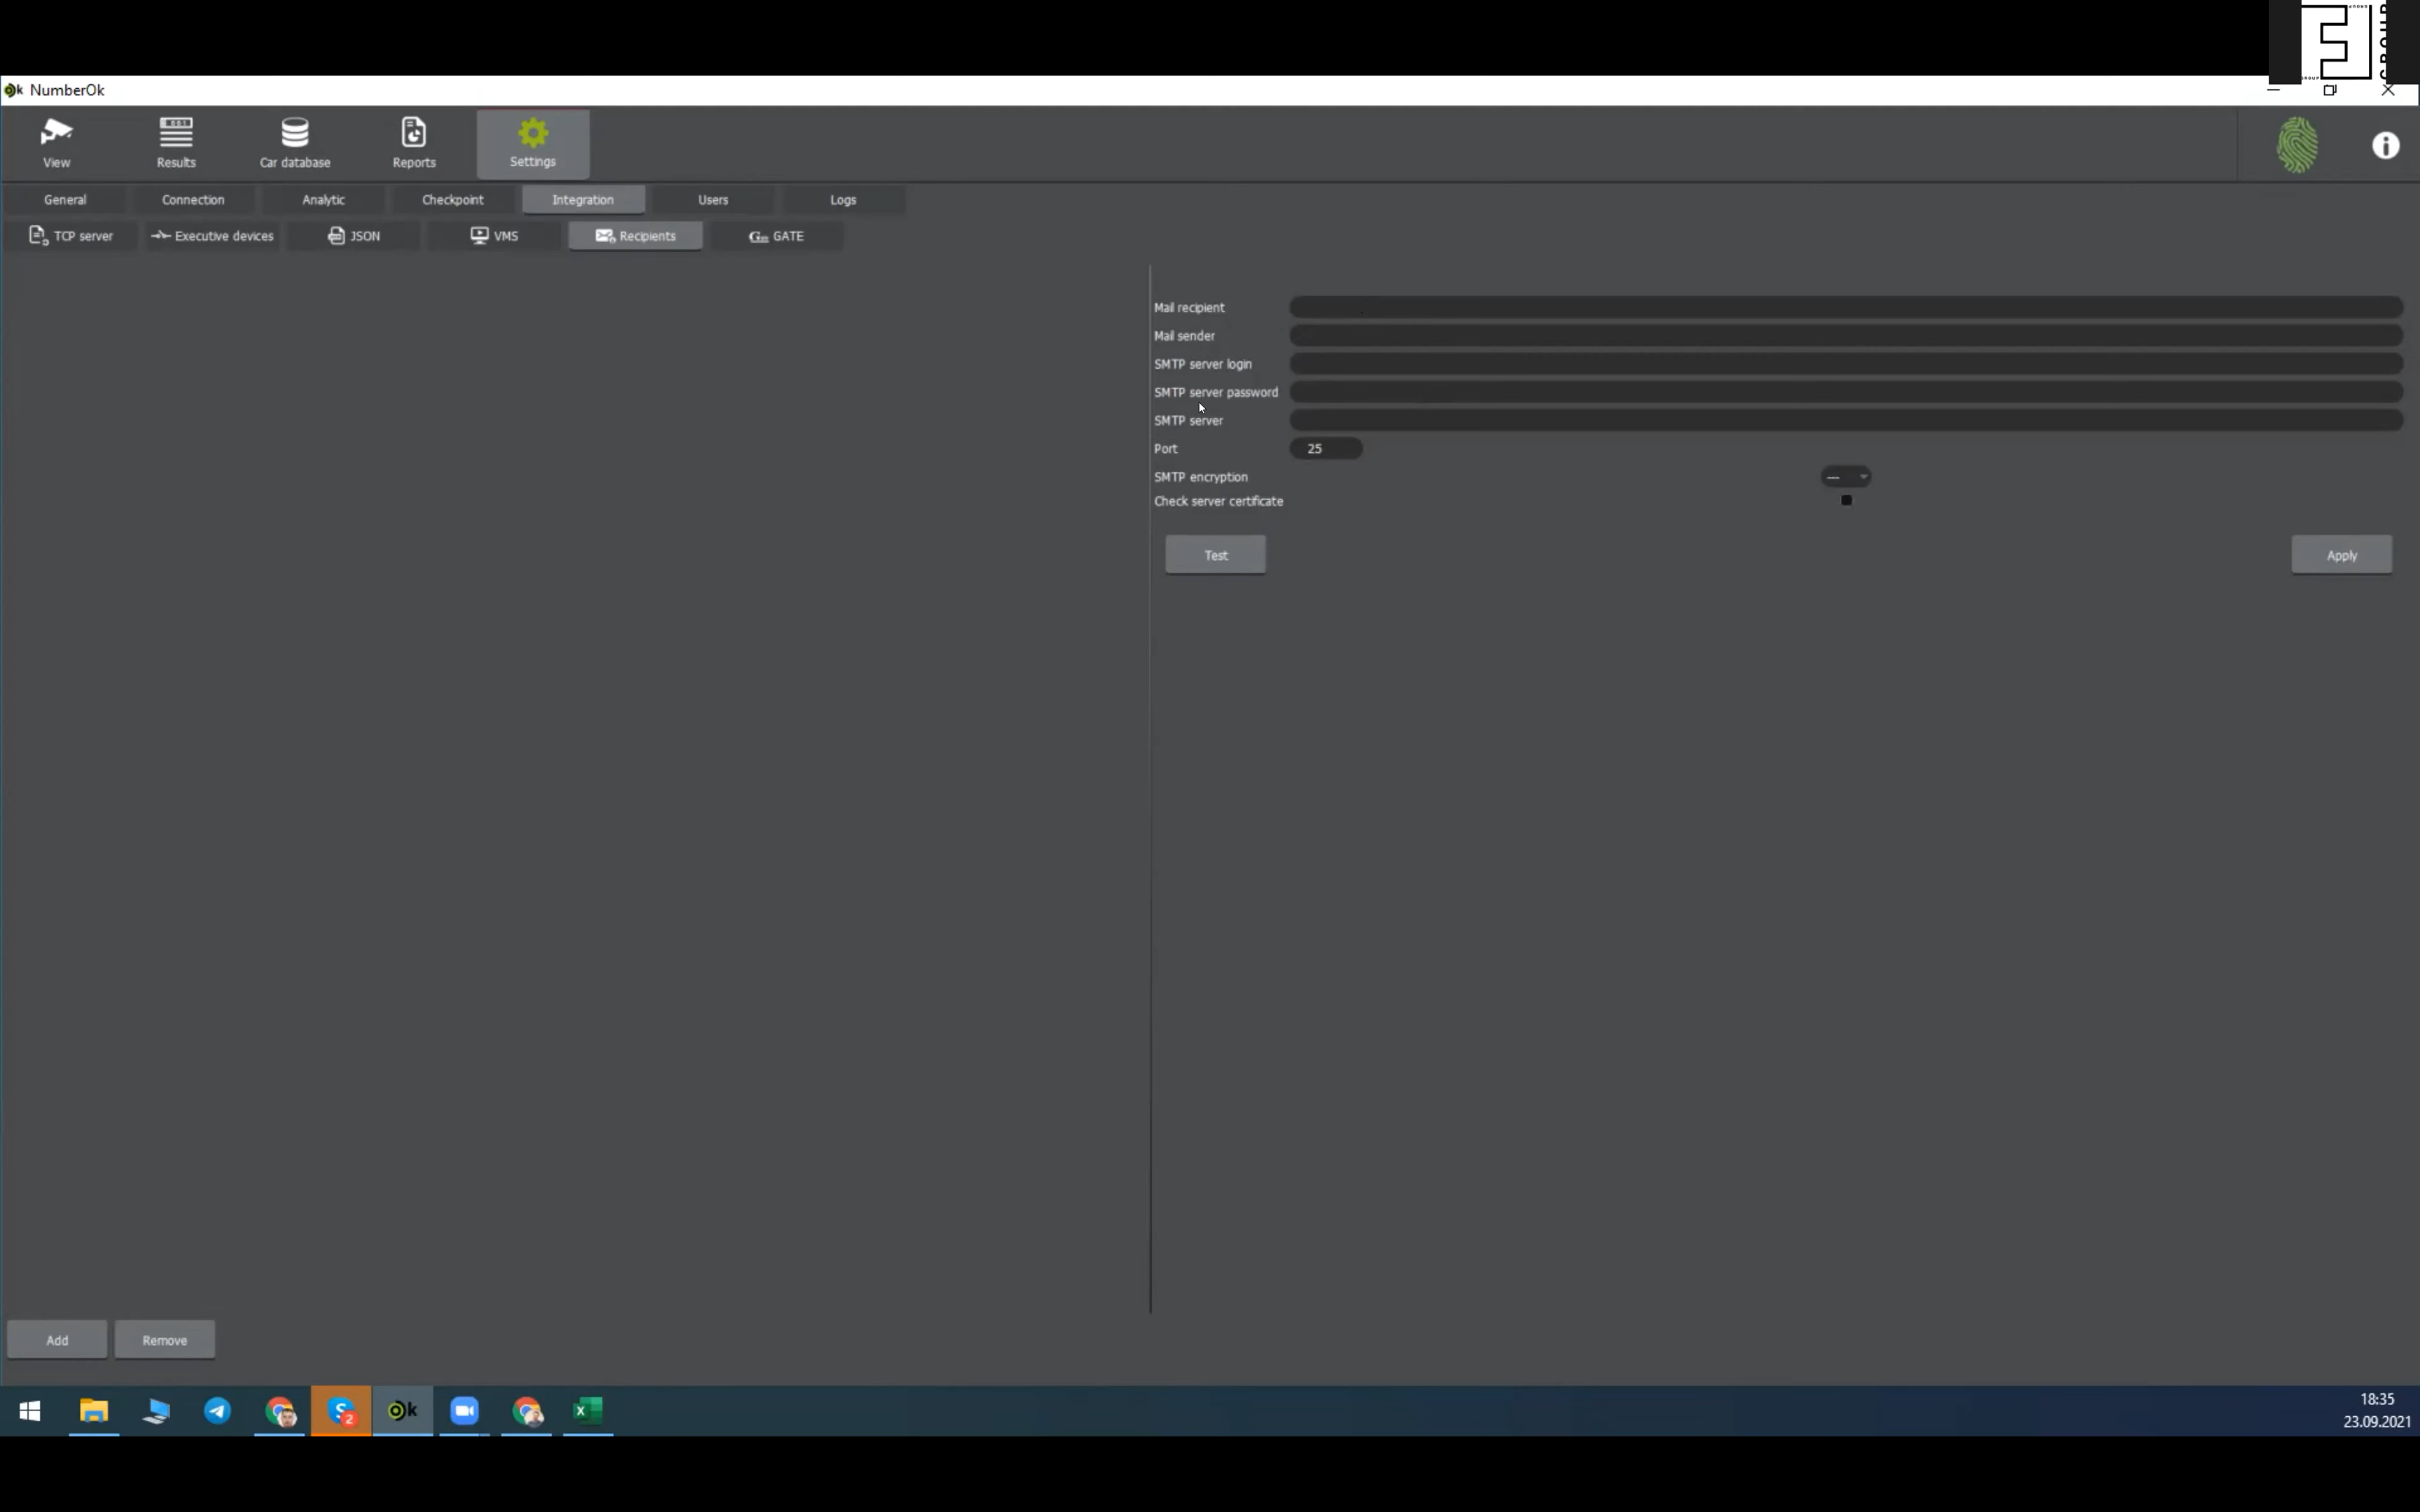 NumberOk
View
Results
Car database
Reports
Settings
General
Connection
Analytic
Checkpoint
Integration
Users
Logs
TCP server
Executive devices
JSON
VMS
Recipients
GATE
Mail recipient
Mail sender
SMTP server login
SMTP server password
SMTP server
Port 25
SMTP encryption ---
Check server certificate
Test
Apply
Add
Remove
18:35
23.09.2021